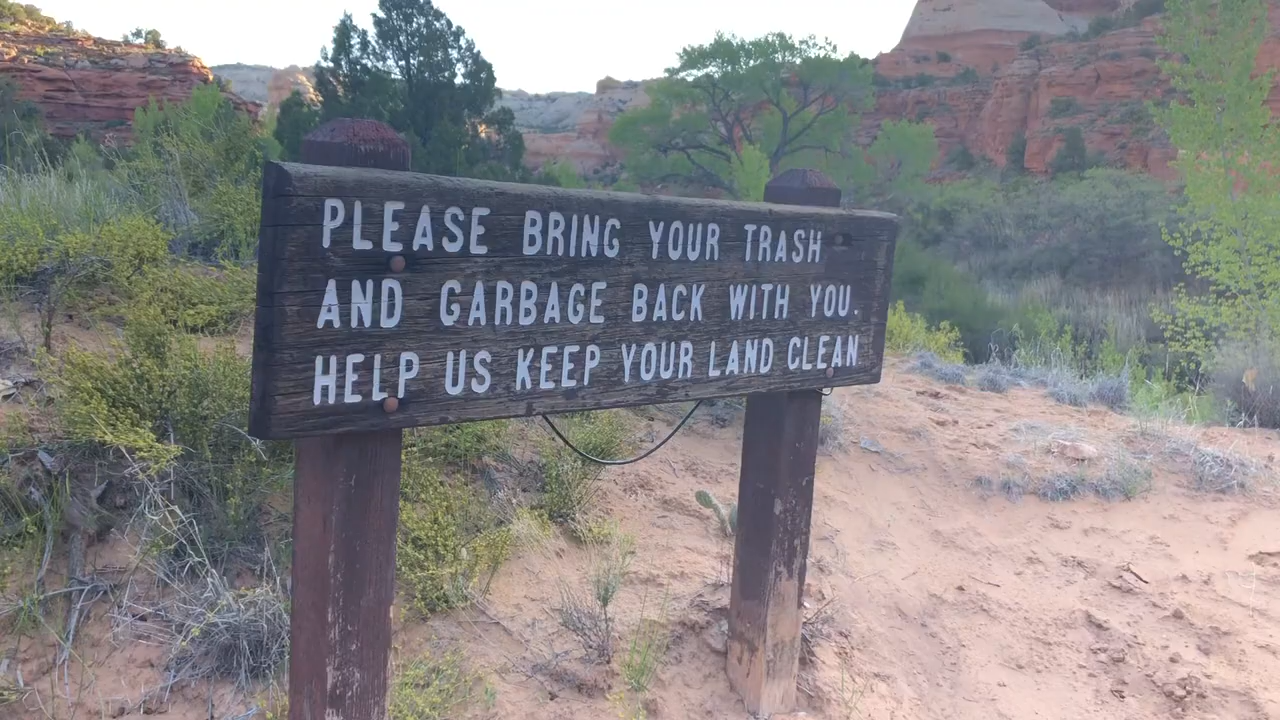 PLEASE BRING YOUR TRASH
AND GARBAGE BACK WITH YOU.
HELP US KEEP YOUR LAND CLEAN